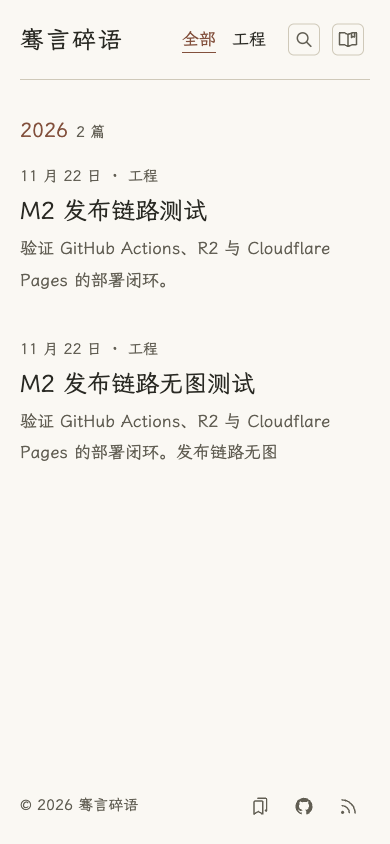 骞言碎语
全部 工程
2026 2 篇
11 月 22 日 · 工程
M2 发布链路测试
验证 GitHub Actions、R2 与 Cloudflare
Pages 的部署闭环。
11 月 22 日 · 工程
M2 发布链路无图测试
验证 GitHub Actions、R2 与 Cloudflare
Pages 的部署闭环。发布链路无图
© 2026 骞言碎语